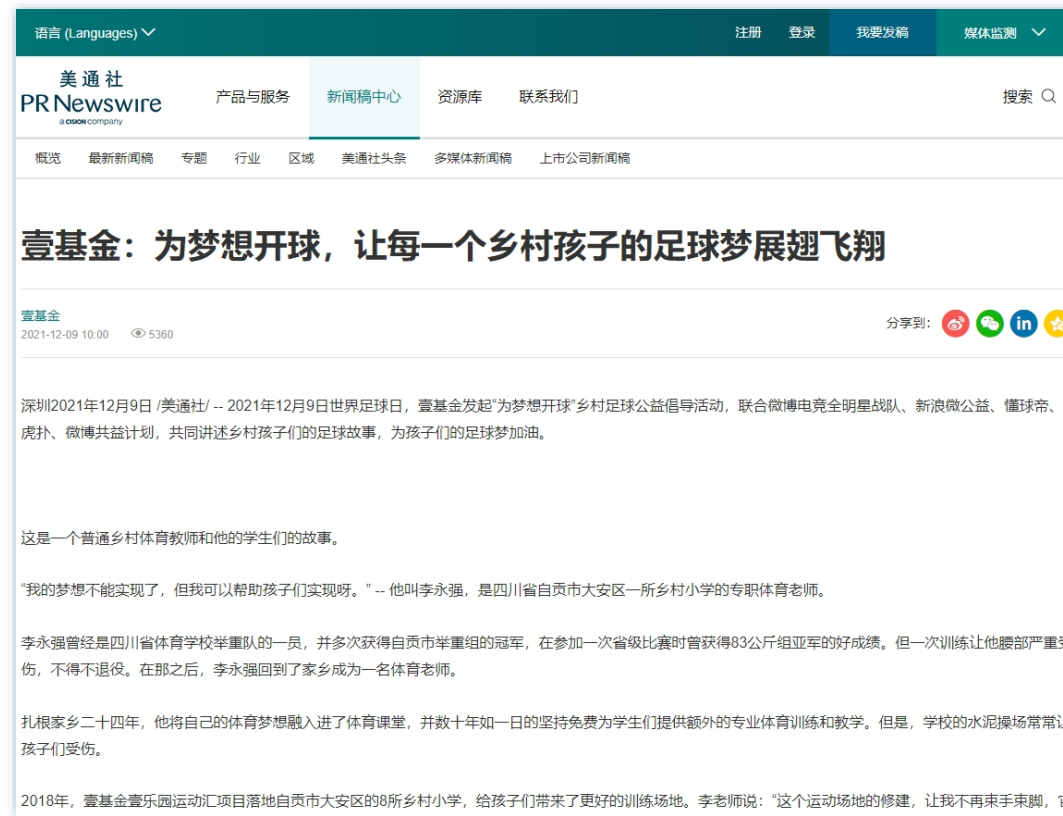 语言 (Languages)
注册 登录 我要发稿 媒体监测
美通社
PR Newswire
a CISION company
产品与服务 新闻稿中心 资源库 联系我们 搜索
概览 最新新闻稿 专题 行业 区域 美通社头条 多媒体新闻稿 上市公司新闻稿
壹基金：为梦想开球，让每一个乡村孩子的足球梦展翅飞翔
壹基金
2021-12-09 10:00 5360
分享到：
深圳2021年12月9日 /美通社/ -- 2021年12月9日世界足球日，壹基金发起“为梦想开球”乡村足球公益倡导活动，联合微博电竞全明星战队、新浪微公益、懂球帝、
虎扑、微博共益计划，共同讲述乡村孩子们的足球故事，为孩子们的足球梦加油。
这是一个普通乡村体育教师和他的学生们的故事。
“我的梦想不能实现了，但我可以帮助孩子们实现呀。” -- 他叫李永强，是四川省自贡市大安区一所乡村小学的专职体育老师。
李永强曾经是四川省体育学校举重队的一员，并多次获得自贡市举重组的冠军，在参加一次省级比赛时曾获得83公斤组亚军的好成绩。但一次训练让他腰部严重受
伤，不得不退役。在那之后，李永强回到了家乡成为一名体育老师。
扎根家乡二十四年，他将自己的体育梦想融入进了体育课堂，并数十年如一日的坚持免费为学生们提供额外的专业体育训练和教学。但是，学校的水泥操场常常让
孩子们受伤。
2018年，壹基金壹乐园运动汇项目落地自贡市大安区的8所乡村小学，给孩子们带来了更好的训练场地。李老师说：“这个运动场地的修建，让我不再束手束脚，